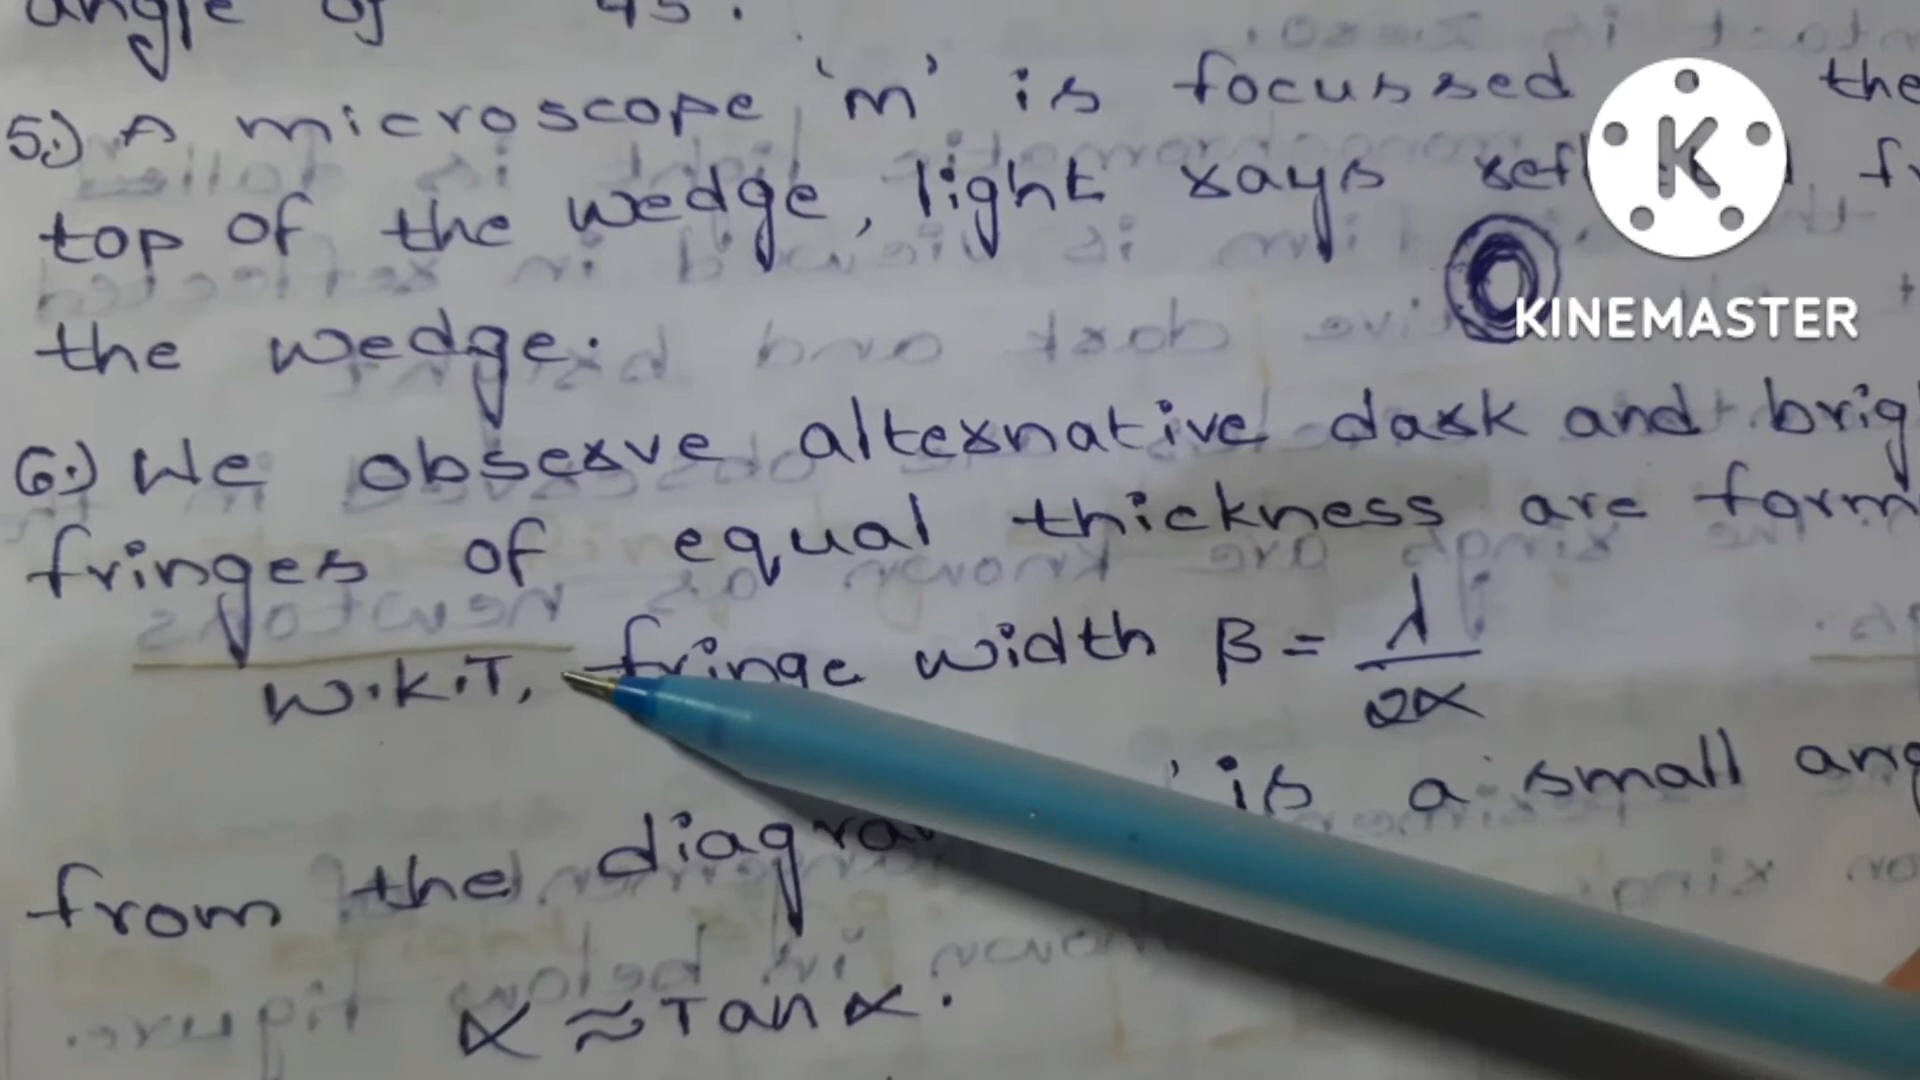 angle of 45.
5.) A microscope 'm' is focussed the
top of the wedge, light rays
the wedge.
6.) We observe alternative dark and brig
fringes of equal thickness are form
W.K.T, fringe width β = λ/2α
is a small ang
from the diagra
α ≈ Tan α.
K
KINEMASTER